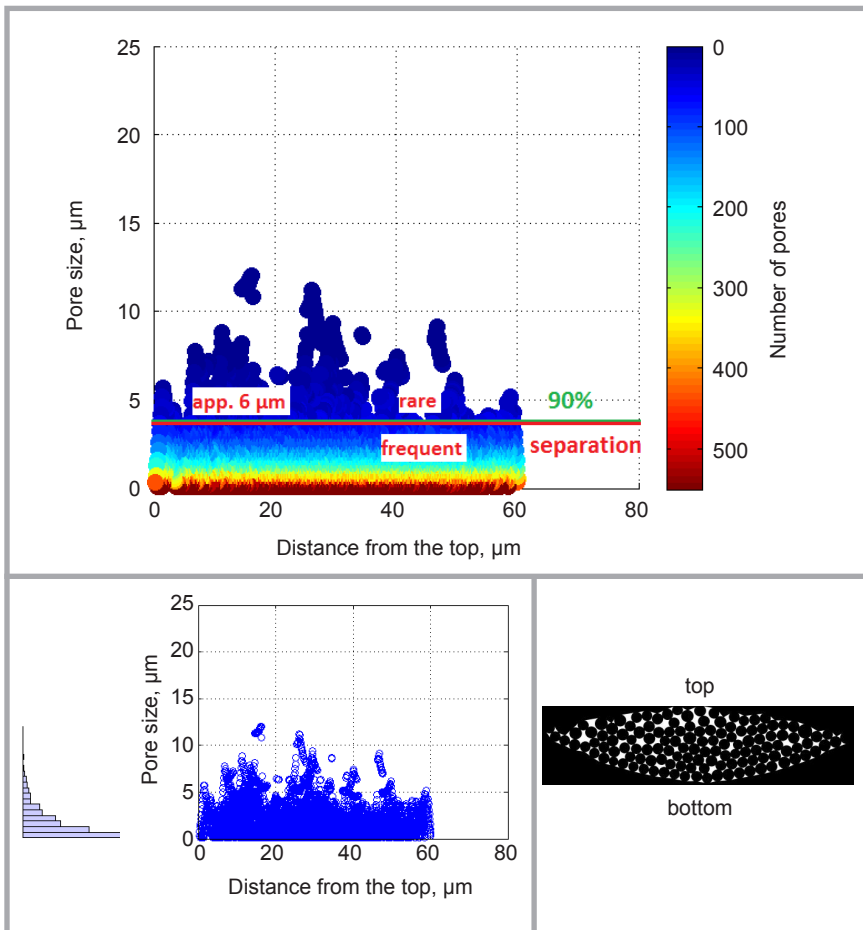 25
20
15
10
5
0
Pore size, µm
app. 6 µm
rare
90%
frequent
separation
0
20
40
60
80
Distance from the top, µm
0
100
200
300
400
500
Number of pores
25
20
15
10
5
0
Pore size, µm
0
20
40
60
80
Distance from the top, µm
top
bottom